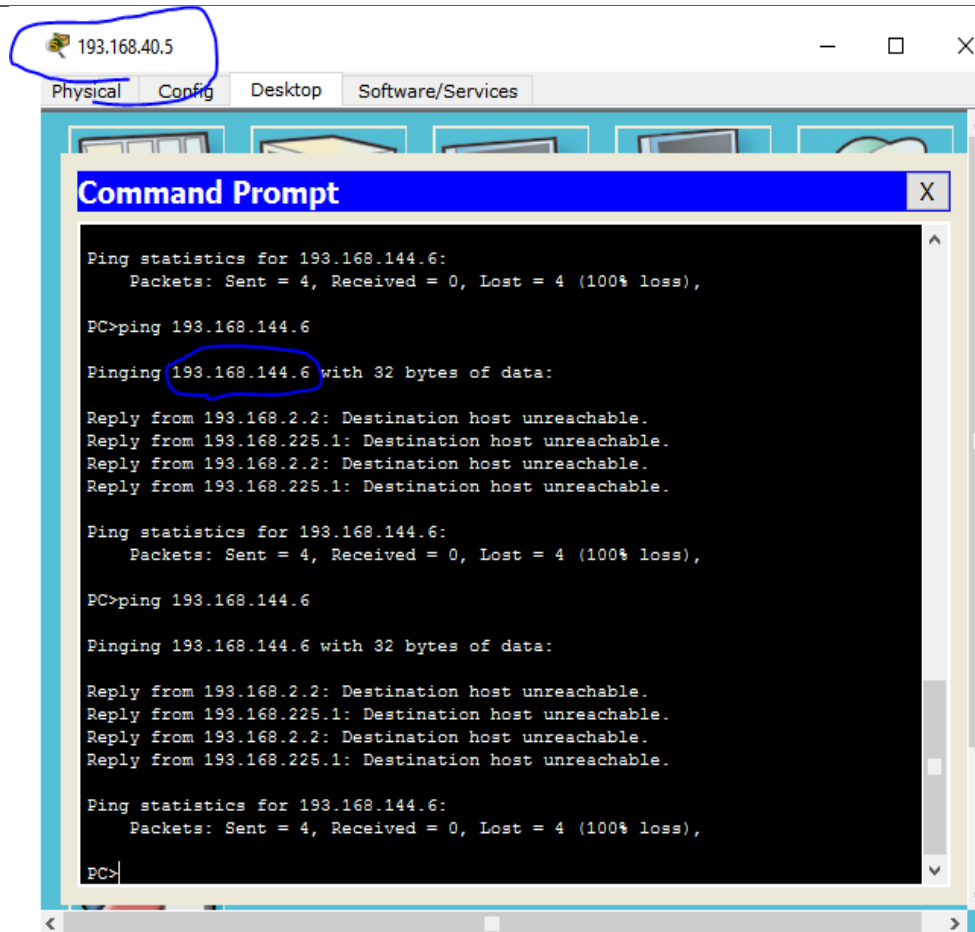 193.168.40.5
Physical Config Desktop Software/Services
Command Prompt
X
Ping statistics for 193.168.144.6:
Packets: Sent = 4, Received = 0, Lost = 4 (100% loss),
PC>ping 193.168.144.6
Pinging 193.168.144.6 with 32 bytes of data:
Reply from 193.168.2.2: Destination host unreachable.
Reply from 193.168.225.1: Destination host unreachable.
Reply from 193.168.2.2: Destination host unreachable.
Reply from 193.168.225.1: Destination host unreachable.
Ping statistics for 193.168.144.6:
Packets: Sent = 4, Received = 0, Lost = 4 (100% loss),
PC>ping 193.168.144.6
Pinging 193.168.144.6 with 32 bytes of data:
Reply from 193.168.2.2: Destination host unreachable.
Reply from 193.168.225.1: Destination host unreachable.
Reply from 193.168.2.2: Destination host unreachable.
Reply from 193.168.225.1: Destination host unreachable.
Ping statistics for 193.168.144.6:
Packets: Sent = 4, Received = 0, Lost = 4 (100% loss),
PC>